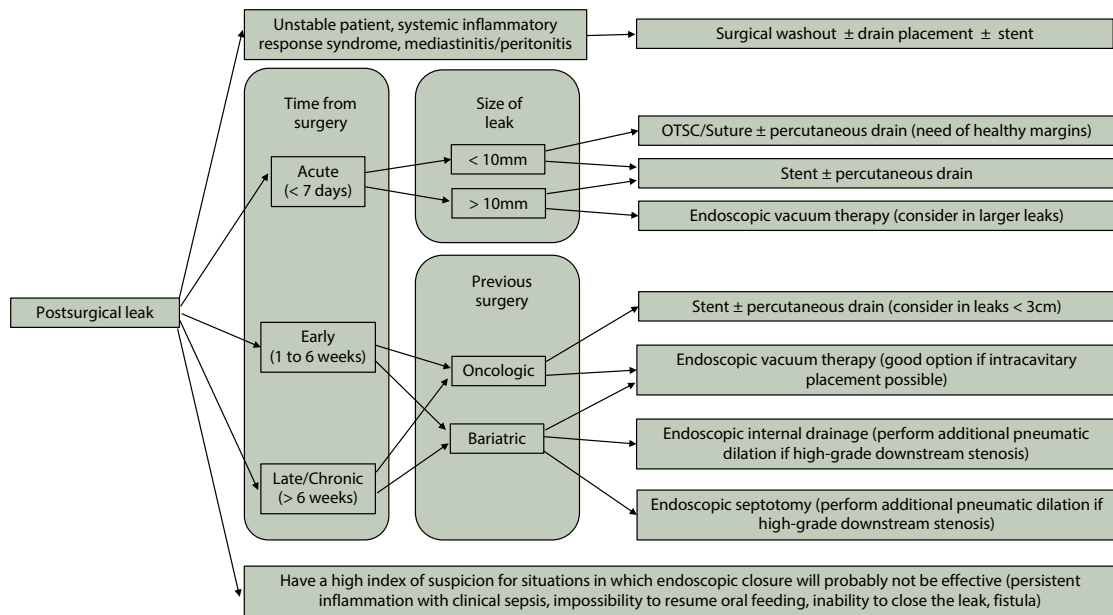 Unstable patient, systemic inflammatory
response syndrome, mediastinitis/peritonitis
Surgical washout ± drain placement ± stent
Time from
surgery
Size of
leak
OTSC/Suture ± percutaneous drain (need of healthy margins)
Acute
(< 7 days)
< 10mm
Stent ± percutaneous drain
> 10mm
Endoscopic vacuum therapy (consider in larger leaks)
Previous
surgery
Postsurgical leak
Stent ± percutaneous drain (consider in leaks < 3cm)
Early
(1 to 6 weeks)
Oncologic
Endoscopic vacuum therapy (good option if intracavitary
placement possible)
Bariatric
Endoscopic internal drainage (perform additional pneumatic
dilation if high-grade downstream stenosis)
Late/Chronic
(> 6 weeks)
Endoscopic septotomy (perform additional pneumatic dilation if
high-grade downstream stenosis)
Have a high index of suspicion for situations in which endoscopic closure will probably not be effective (persistent
inflammation with clinical sepsis, impossibility to resume oral feeding, inability to close the leak, fistula)